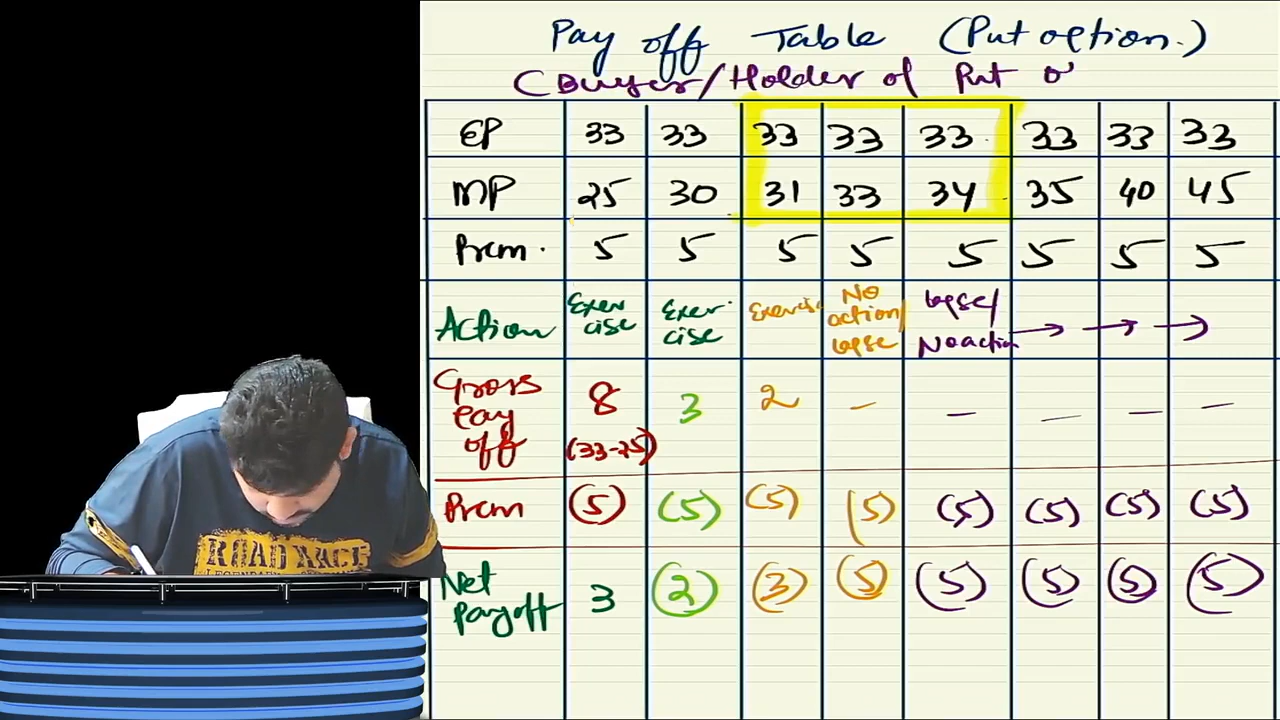 Pay off Table (Put option.)
(Buyer/Holder of Put o
EP 33 33 33 33 33 33 33 33
MP 25 30 31 33 34 35 40 45
Prem. 5 5 5 5 5 5 5 5
Action Exercise Exercise Exercise No action/lapse lapse/No action → → →
Gross pay off 8 (33-25) 3 2 - - - - -
Prem (5) (5) (5) (5) (5) (5) (5) (5)
Net payoff 3 (2) (3) (5) (5) (5) (5) (5)
ROAD RACE